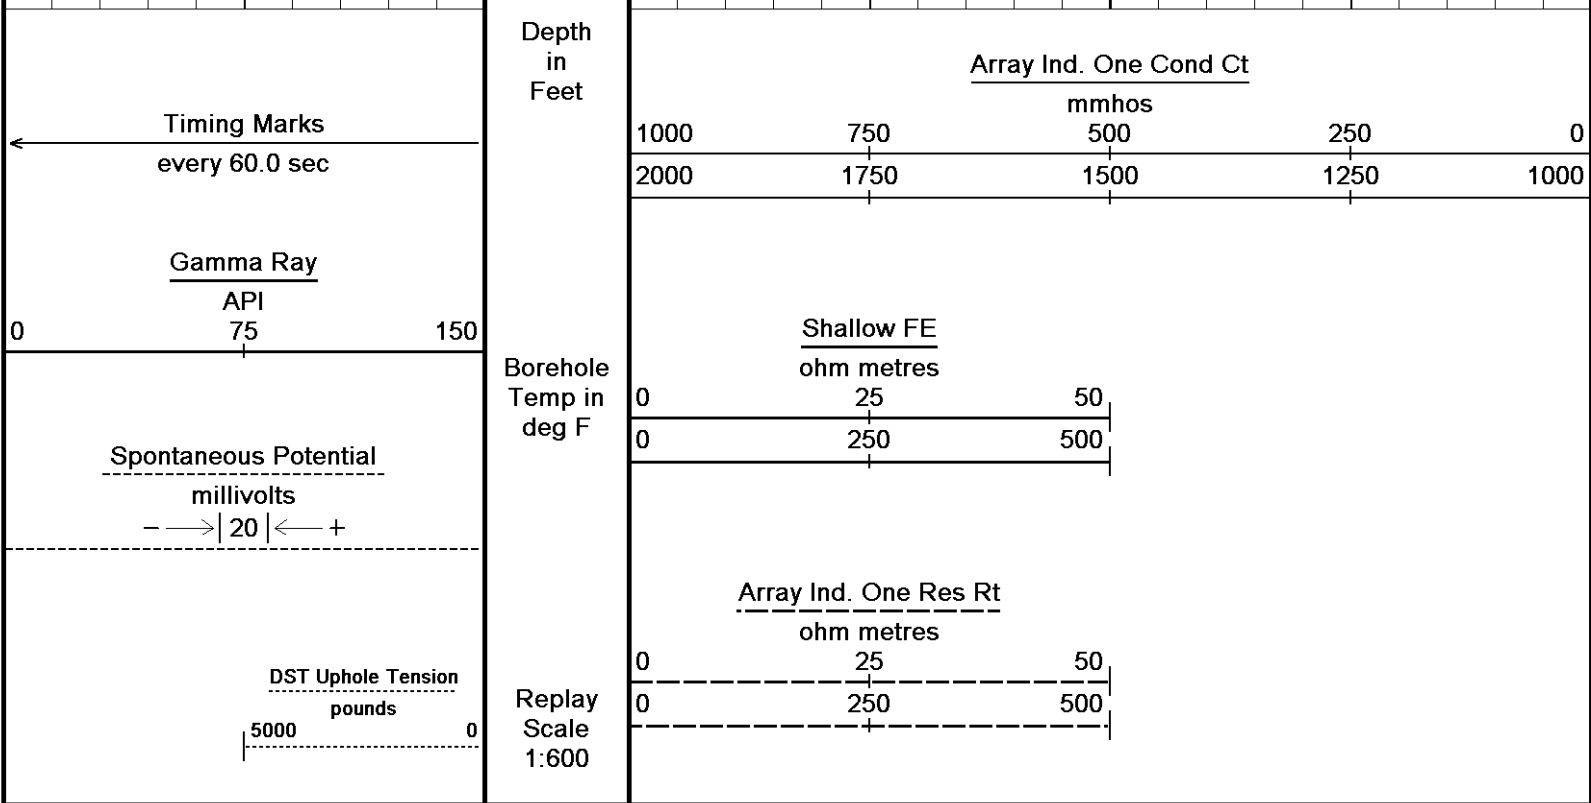 Timing Marks
every 60.0 sec
Gamma Ray
API
0 75 150
Spontaneous Potential
millivolts
− 20 +
DST Uphole Tension
pounds
5000 0
Depth
in
Feet
Borehole
Temp in
deg F
Replay
Scale
1:600
Array Ind. One Cond Ct
mmhos
1000 750 500 250 0
2000 1750 1500 1250 1000
Shallow FE
ohm metres
0 25 50
0 250 500
Array Ind. One Res Rt
ohm metres
0 25 50
0 250 500